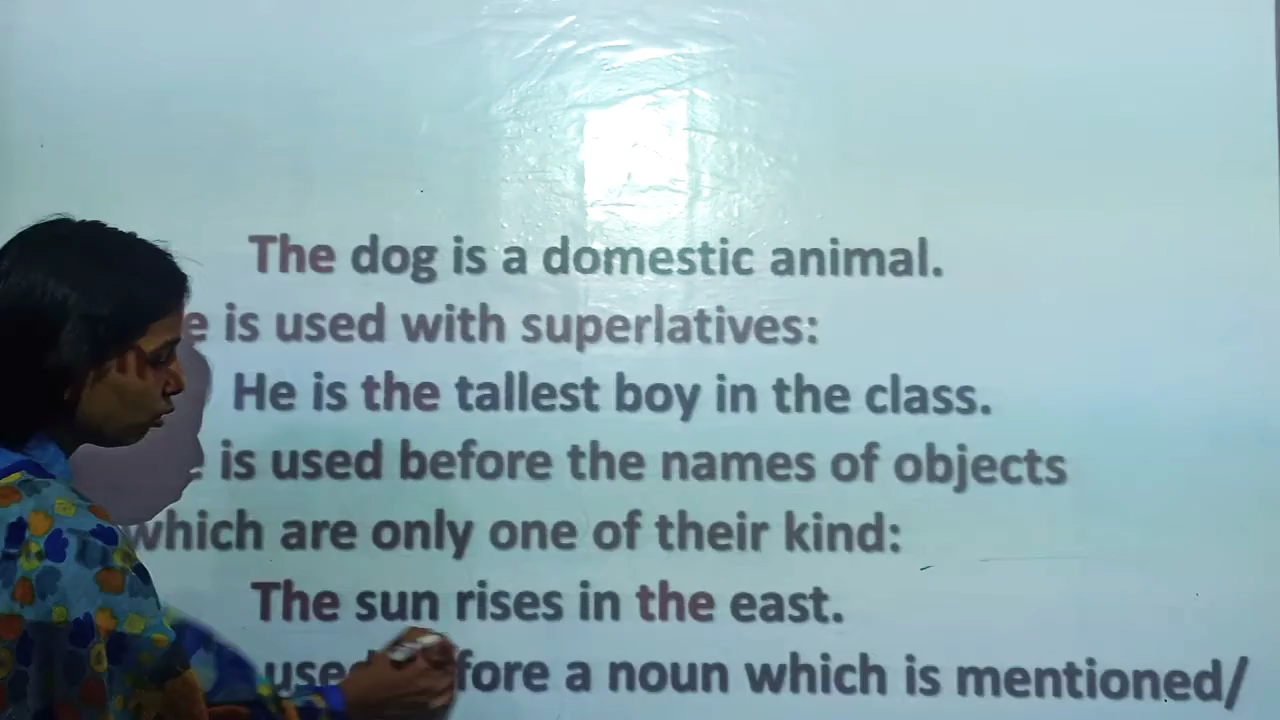 The dog is a domestic animal.
is used with superlatives:
He is the tallest boy in the class.
is used before the names of objects
which are only one of their kind:
The sun rises in the east.
used before a noun which is mentioned/